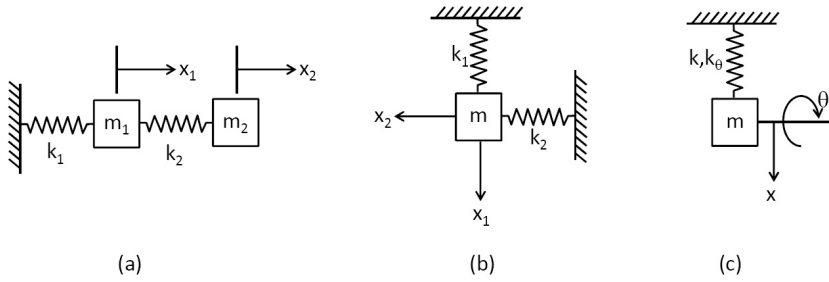 x₁
x₂
k₁
m₁
k₂
m₂
(a)
k₁
x₂
m
k₂
x₁
(b)
k,kθ
m
θ
x
(c)